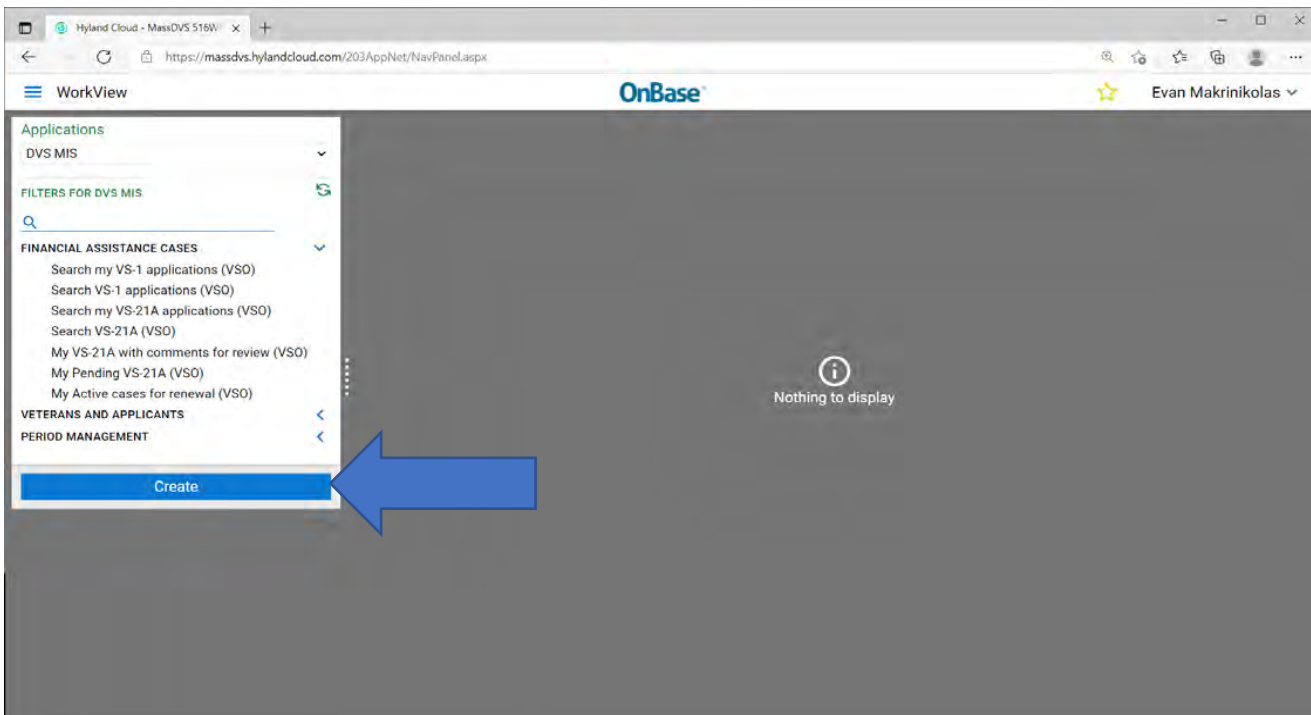 Hyland Cloud - MassDVS 516W
https://massdvs.hylandcloud.com/203AppNet/NavPanel.aspx
WorkView
OnBase
Evan Makrinikolas
Applications
DVS MIS
FILTERS FOR DVS MIS
FINANCIAL ASSISTANCE CASES
Search my VS-1 applications (VSO)
Search VS-1 applications (VSO)
Search my VS-21A applications (VSO)
Search VS-21A (VSO)
My VS-21A with comments for review (VSO)
My Pending VS-21A (VSO)
My Active cases for renewal (VSO)
VETERANS AND APPLICANTS
PERIOD MANAGEMENT
Create
Nothing to display